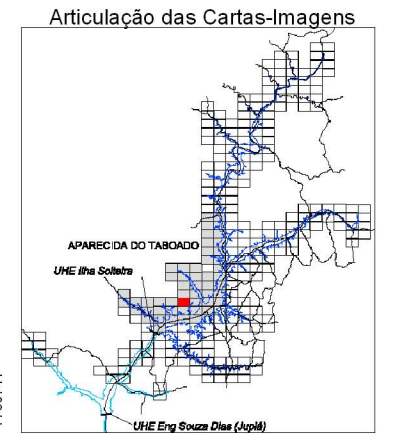 Articulação das Cartas-Imagens
APARECIDA DO TABOADO
UHE Ilha Solteira
UHE Eng Souza Dias (Jupiá)